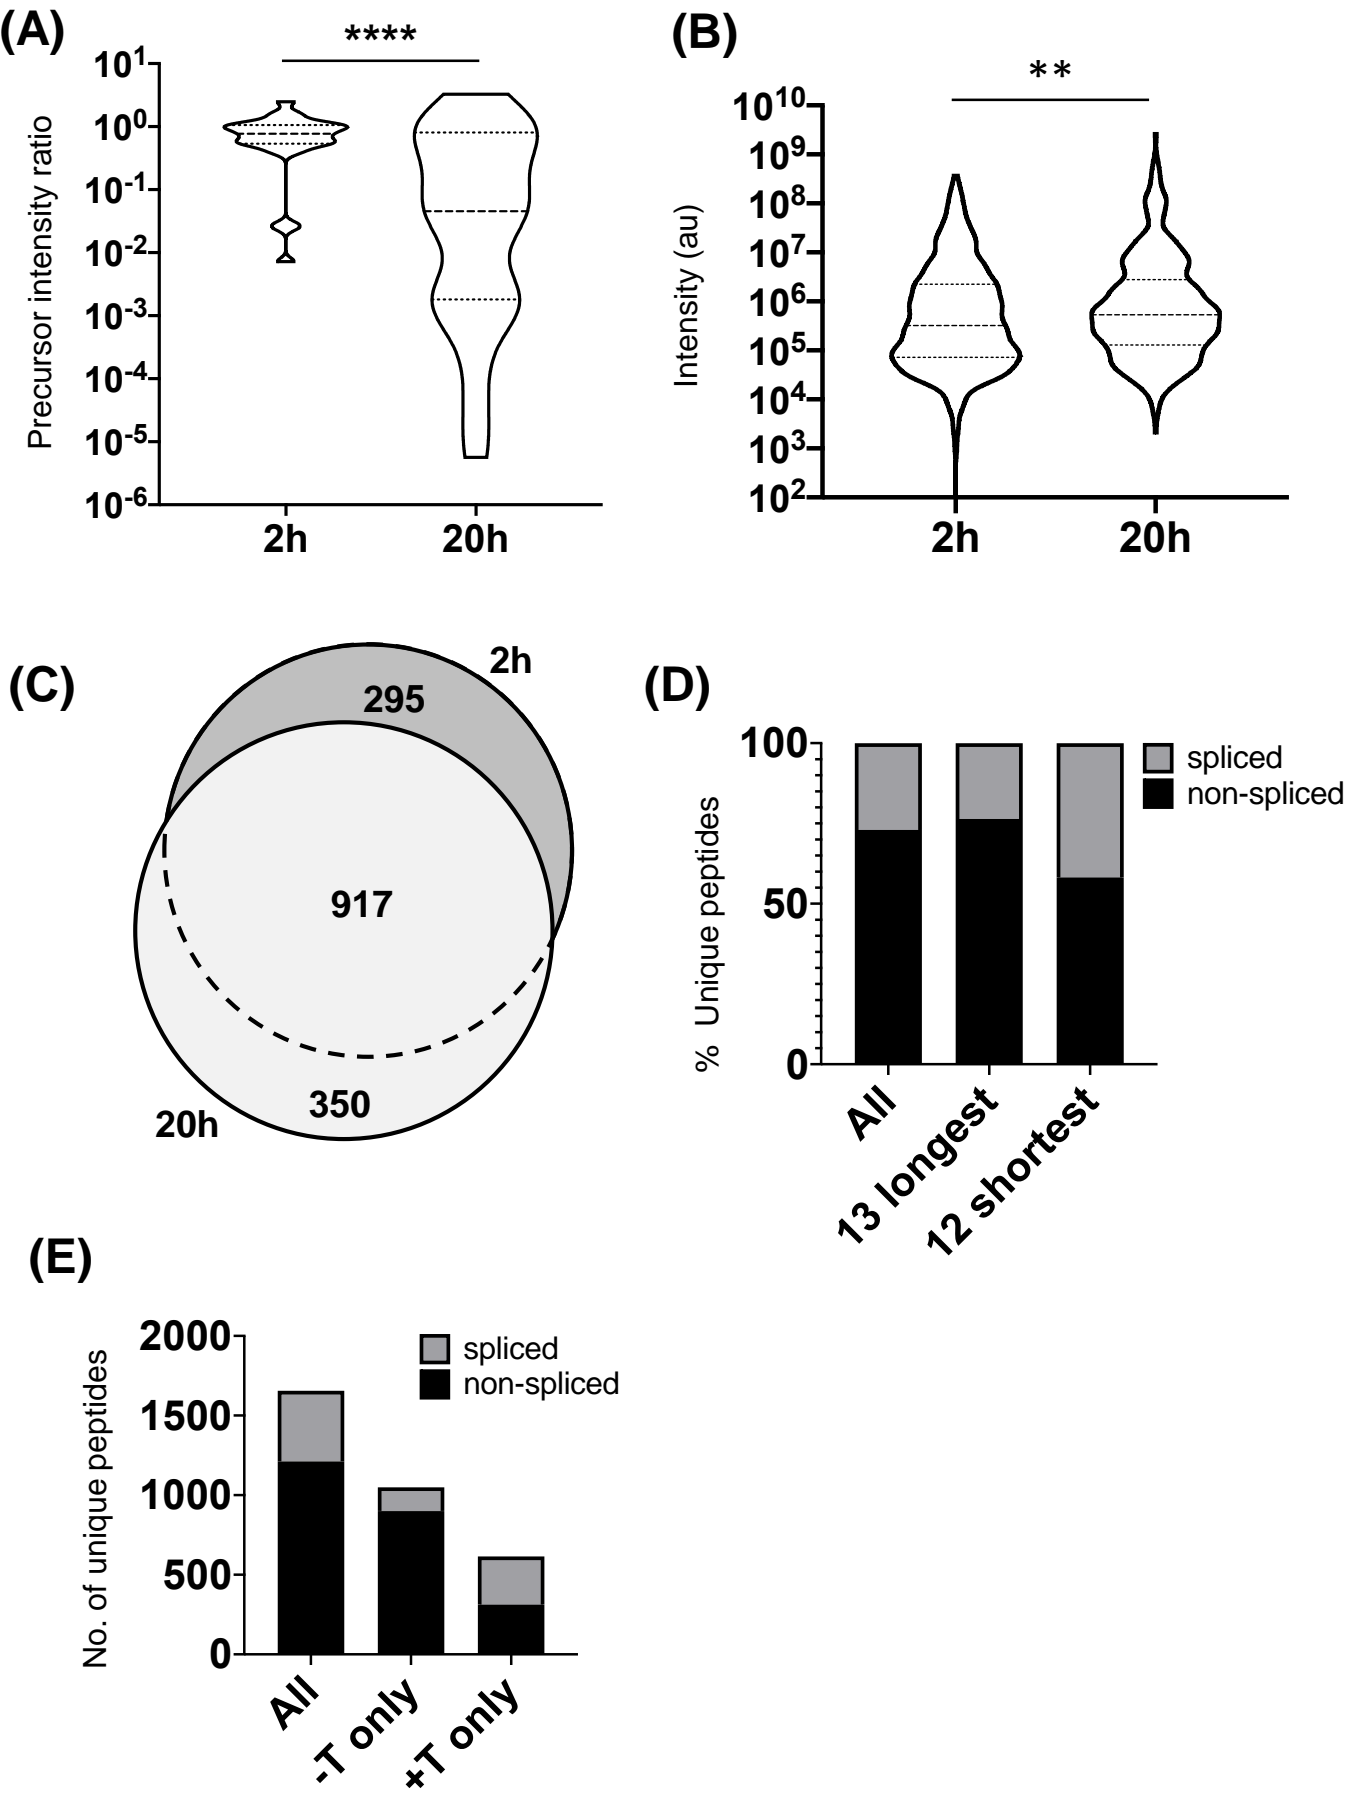 (A)
****
Precursor intensity ratio
10¹
10⁰
10⁻¹
10⁻²
10⁻³
10⁻⁴
10⁻⁵
10⁻⁶
2h
20h
(B)
**
Intensity (au)
10¹⁰
10⁹
10⁸
10⁷
10⁶
10⁵
10⁴
10³
10²
2h
20h
(C)
2h
295
917
350
20h
(D)
% Unique peptides
100
50
0
spliced
non-spliced
All
13 longest
12 shortest
(E)
No. of unique peptides
2000
1500
1000
500
0
spliced
non-spliced
All
-T only
+T only